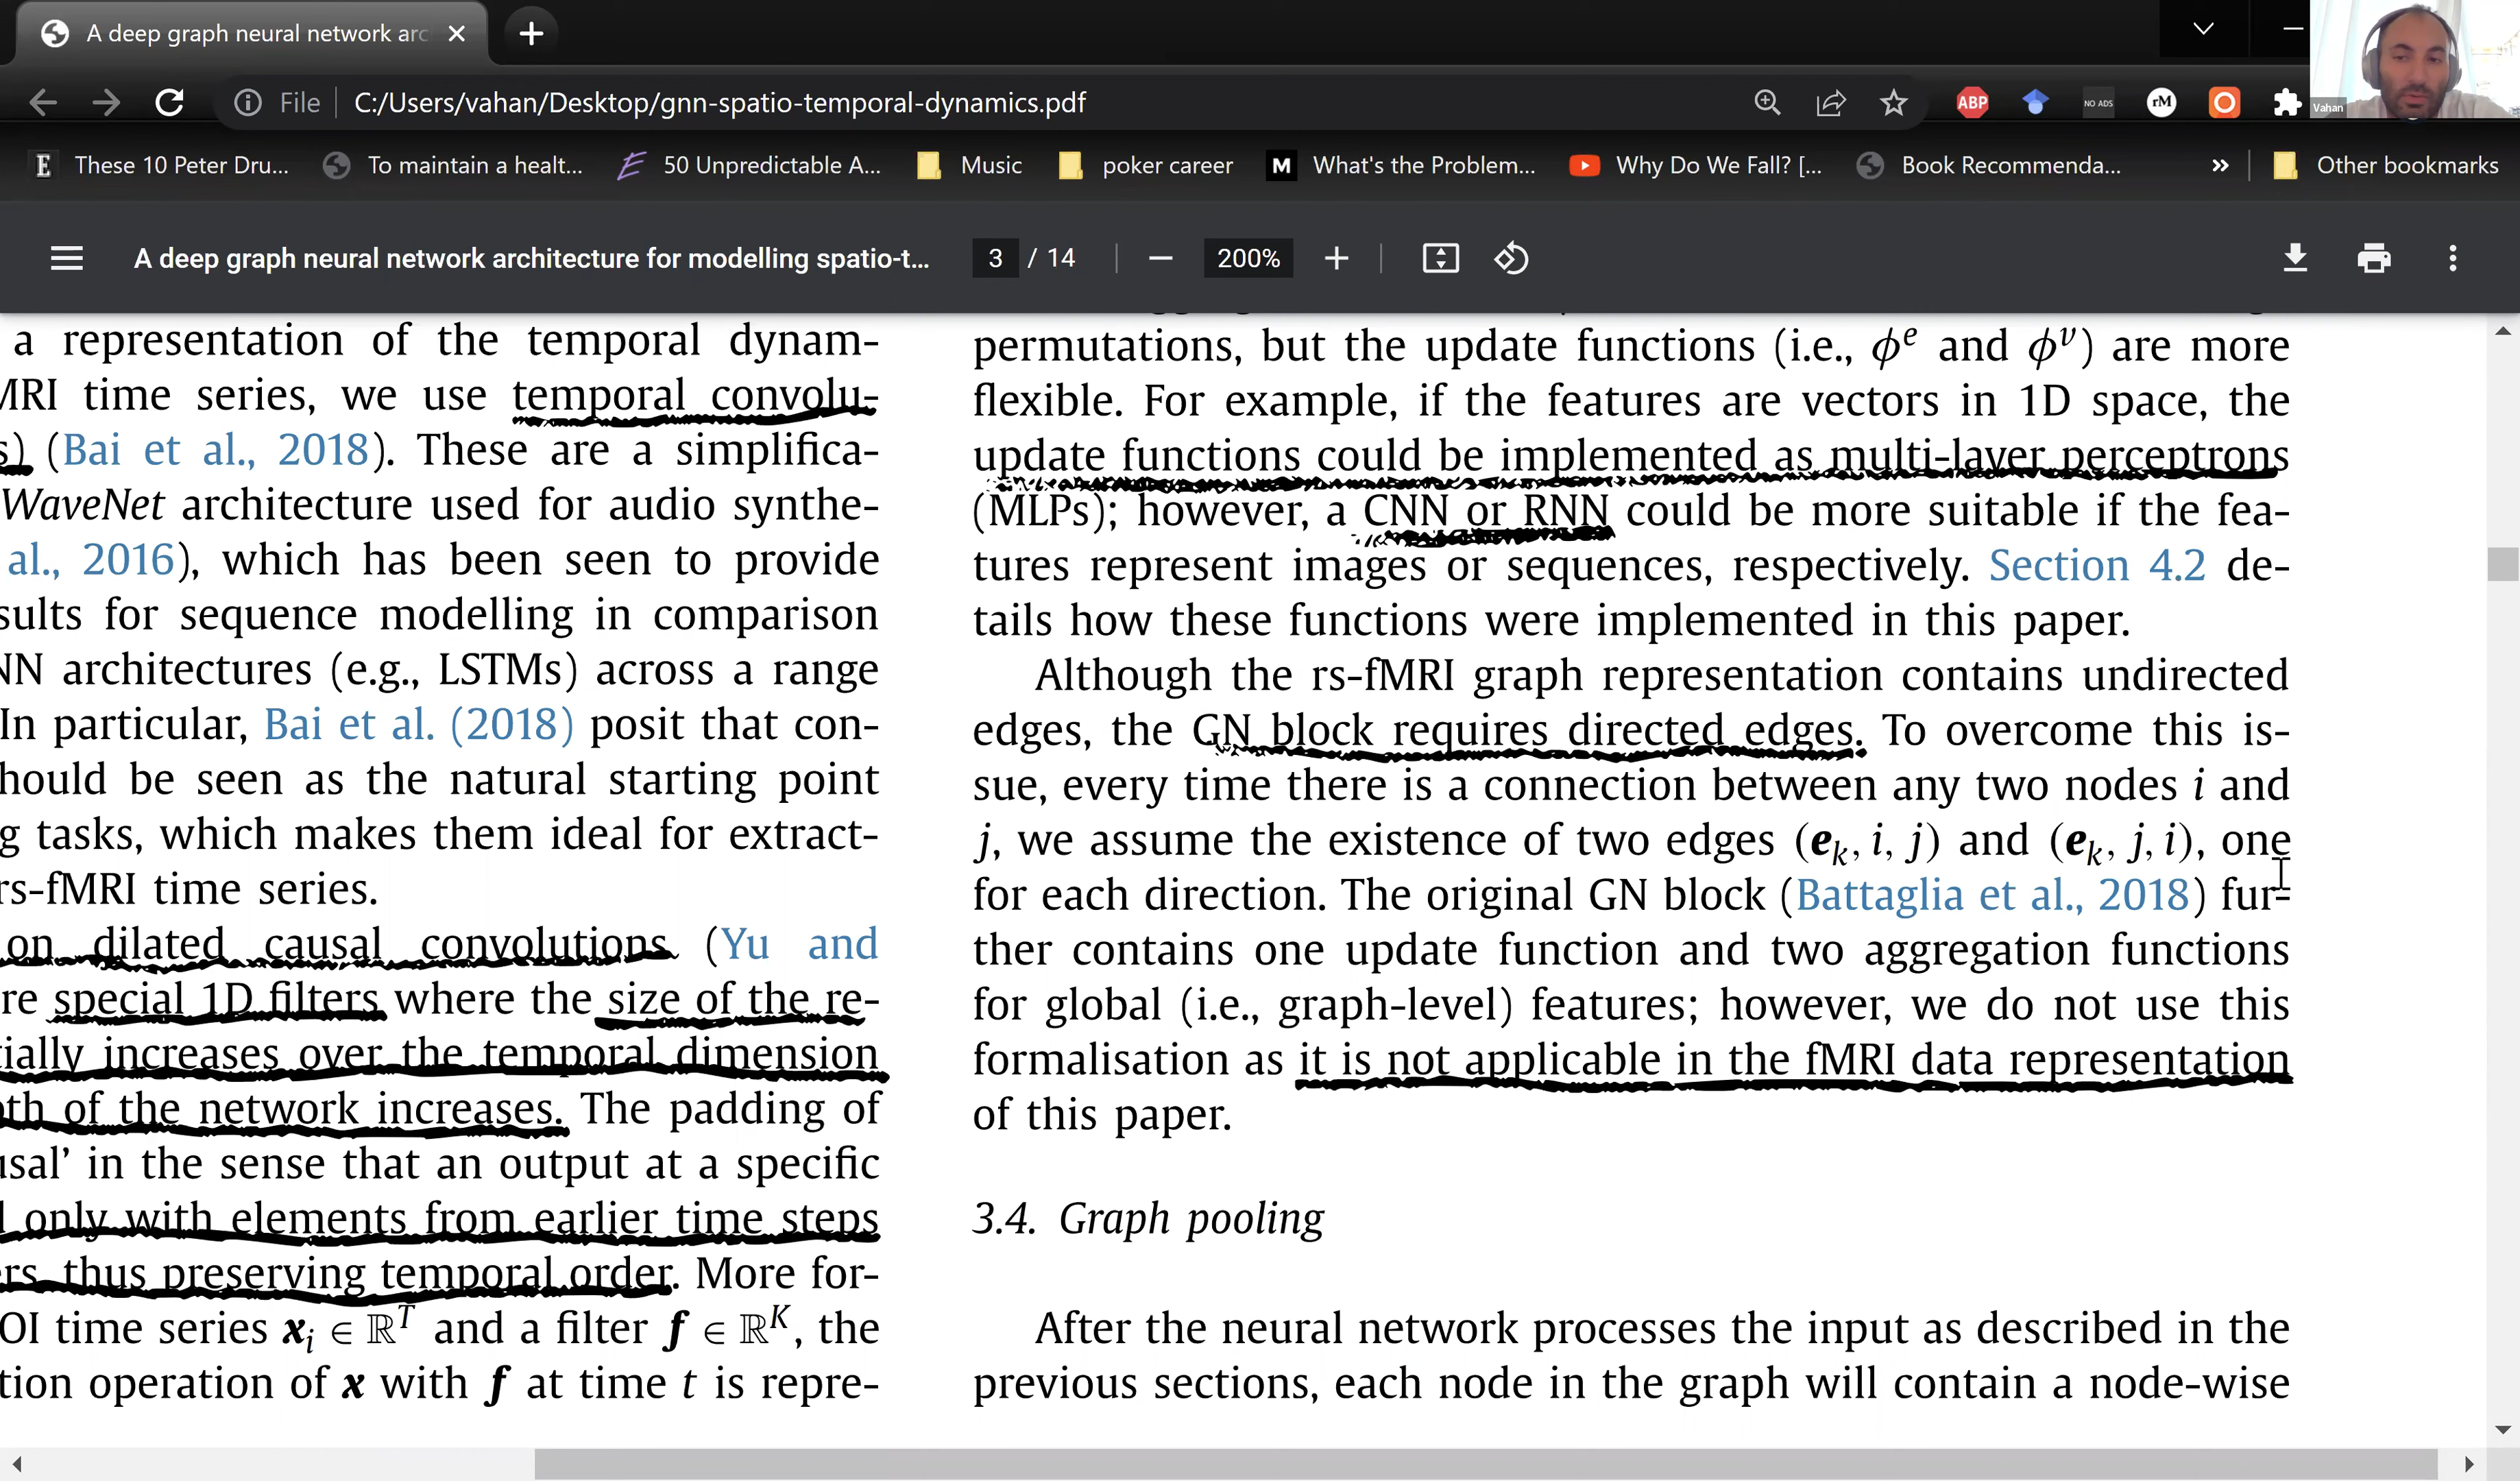 A deep graph neural network arc
File
C:/Users/vahan/Desktop/gnn-spatio-temporal-dynamics.pdf
ABP
NO ADS
rM
Vahan
E These 10 Peter Dru...
To maintain a healt...
50 Unpredictable A...
Music
poker career
M What's the Problem...
Why Do We Fall? [...
Book Recommenda...
»
Other bookmarks
A deep graph neural network architecture for modelling spatio-t...
3 / 14
200%
a representation of the temporal dynam-
MRI time series, we use temporal convolu-
s) (Bai et al., 2018). These are a simplifica-
WaveNet architecture used for audio synthe-
al., 2016), which has been seen to provide
sults for sequence modelling in comparison
NN architectures (e.g., LSTMs) across a range
In particular, Bai et al. (2018) posit that con-
hould be seen as the natural starting point
g tasks, which makes them ideal for extract-
rs-fMRI time series.
on dilated causal convolutions (Yu and
re special 1D filters where the size of the re-
tially increases over the temporal dimension
pth of the network increases. The padding of
usal’ in the sense that an output at a specific
only with elements from earlier time steps
ers, thus preserving temporal order. More for-
OI time series xᵢ ∈ ℝᵀ and a filter f ∈ ℝᴷ, the
tion operation of x with f at time t is repre-
permutations, but the update functions (i.e., ϕᵉ and ϕᵛ) are more
flexible. For example, if the features are vectors in 1D space, the
update functions could be implemented as multi-layer perceptrons
(MLPs); however, a CNN or RNN could be more suitable if the fea-
tures represent images or sequences, respectively. Section 4.2 de-
tails how these functions were implemented in this paper.
Although the rs-fMRI graph representation contains undirected
edges, the GN block requires directed edges. To overcome this is-
sue, every time there is a connection between any two nodes i and
j, we assume the existence of two edges (eₖ, i, j) and (eₖ, j, i), one
for each direction. The original GN block (Battaglia et al., 2018) fur-
ther contains one update function and two aggregation functions
for global (i.e., graph-level) features; however, we do not use this
formalisation as it is not applicable in the fMRI data representation
of this paper.
3.4. Graph pooling
After the neural network processes the input as described in the
previous sections, each node in the graph will contain a node-wise